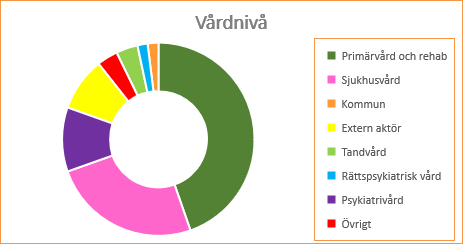 Vårdnivå
Primärvård och rehab
Sjukhusvård
Kommun
Extern aktör
Tandvård
Rättspsykiatrisk vård
Psykiatrivård
Övrigt